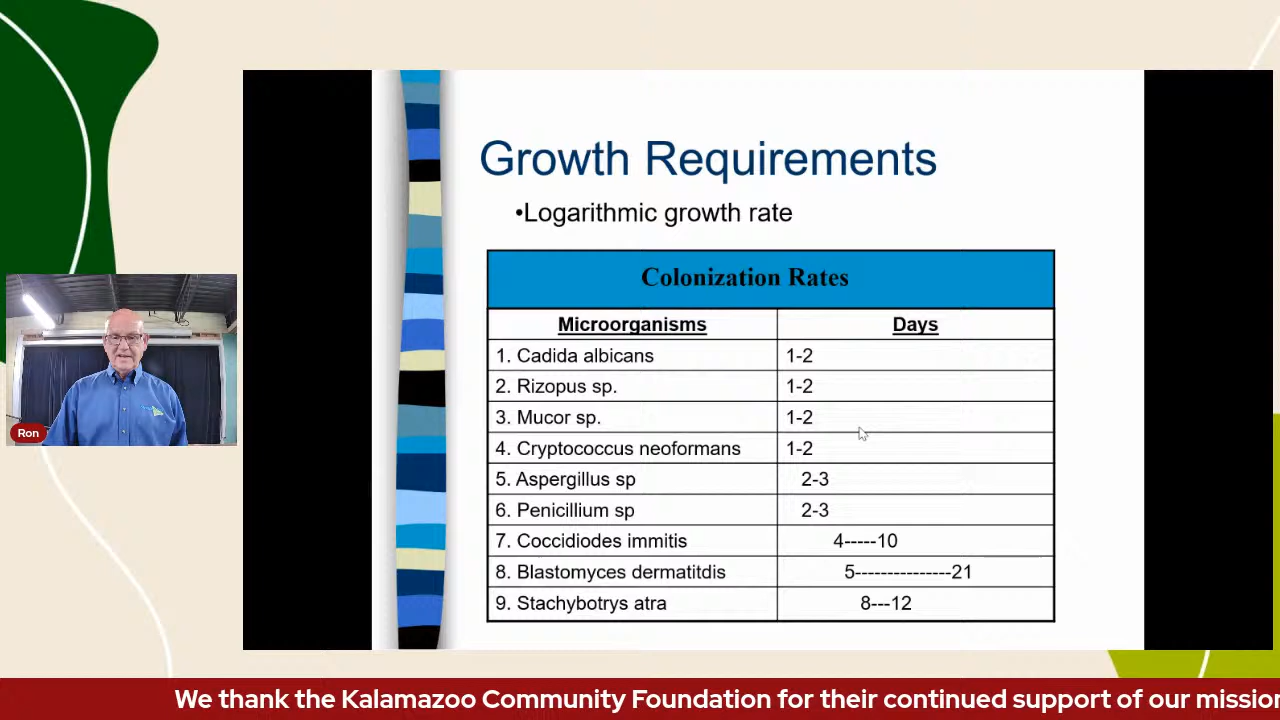 Growth Requirements
•Logarithmic growth rate
Colonization Rates
Microorganisms Days
1. Cadida albicans 1-2
2. Rizopus sp. 1-2
3. Mucor sp. 1-2
4. Cryptococcus neoformans 1-2
5. Aspergillus sp 2-3
6. Penicillium sp 2-3
7. Coccidiodes immitis 4-----10
8. Blastomyces dermatitdis 5---------------21
9. Stachybotrys atra 8---12
Ron
We thank the Kalamazoo Community Foundation for their continued support of our mission